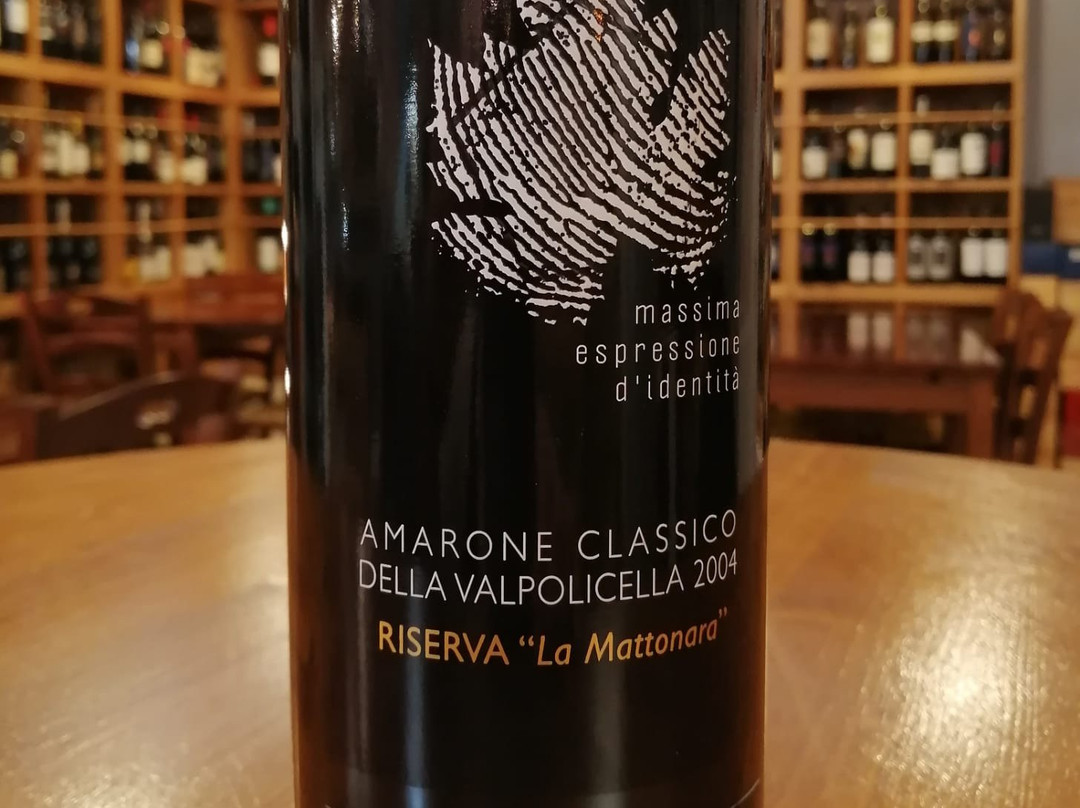 massima
espressione
d'identità
AMARONE CLASSICO
DELLA VALPOLICELLA 2004
RISERVA “La Mattonara”